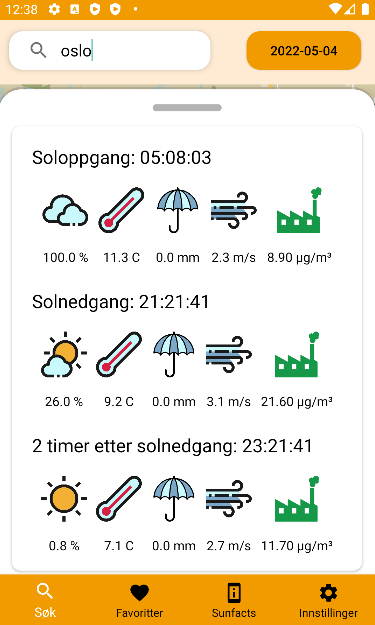 12:38
oslo
2022-05-04
Soloppgang: 05:08:03
100.0 % 11.3 C 0.0 mm 2.3 m/s 8.90 µg/m³
Solnedgang: 21:21:41
26.0 % 9.2 C 0.0 mm 3.1 m/s 21.60 µg/m³
2 timer etter solnedgang: 23:21:41
0.8 % 7.1 C 0.0 mm 2.7 m/s 11.70 µg/m³
Søk Favoritter Sunfacts Innstillinger